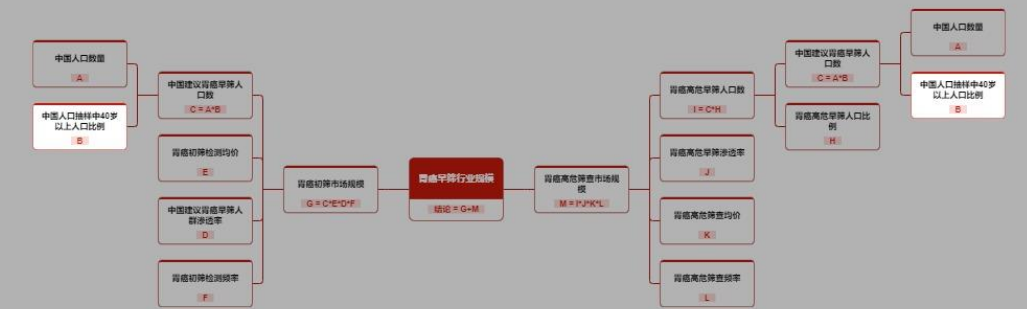 中国人口数量
A
中国人口抽样中40岁
以上人口比例
B
中国建议胃癌早筛人
口数
C = A*B
胃癌初筛检测均价
E
中国建议胃癌早筛人
群渗透率
D
胃癌初筛检测频率
F
胃癌初筛市场规模
G = C*E*D*F
胃癌早筛行业规模
结论 = G+M
胃癌高危筛查市场规
模
M = I*J*K*L
胃癌高危早筛人口数
I = C*H
胃癌高危早筛渗透率
J
胃癌高危筛查均价
K
胃癌高危筛查频率
L
中国建议胃癌早筛人
口数
C = A*B
胃癌高危早筛人口比
例
H
中国人口数量
A
中国人口抽样中40岁
以上人口比例
B